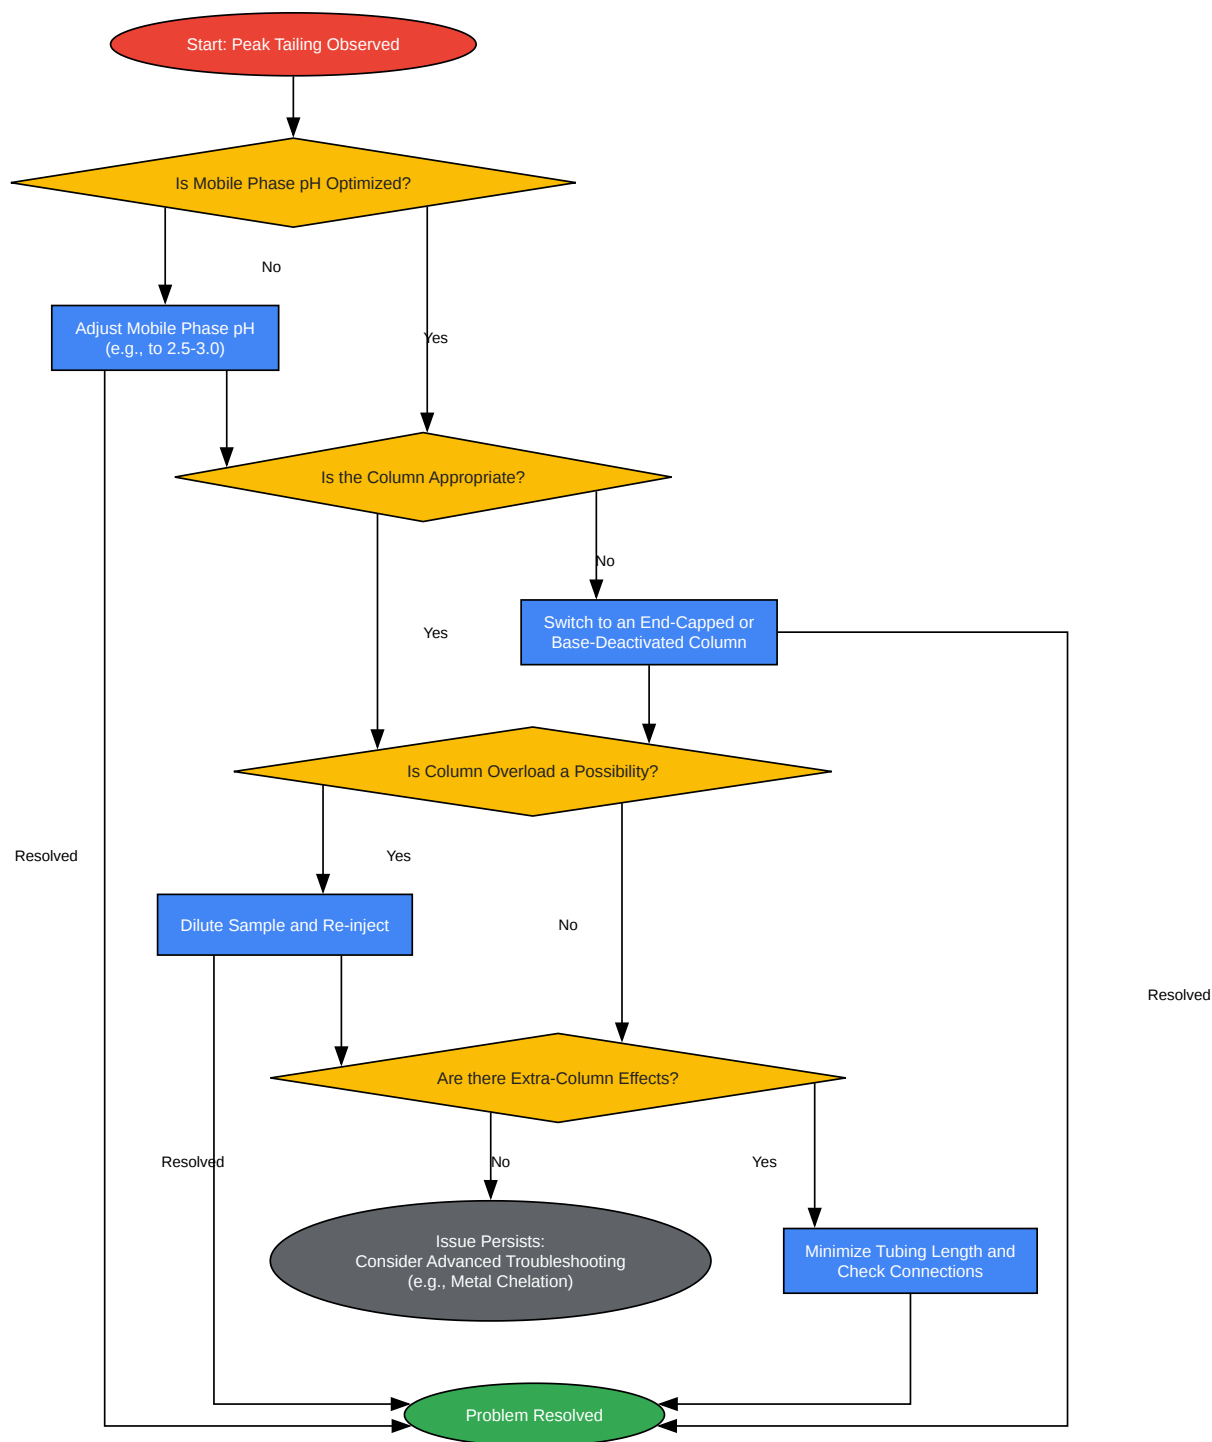 Start: Peak Tailing Observed
Is Mobile Phase pH Optimized?
No
Adjust Mobile Phase pH
(e.g., to 2.5-3.0)
Yes
Is the Column Appropriate?
No
Switch to an End-Capped or
Base-Deactivated Column
Yes
Is Column Overload a Possibility?
Resolved
Yes
Dilute Sample and Re-inject
No
Resolved
Are there Extra-Column Effects?
Resolved
No
Yes
Issue Persists:
Consider Advanced Troubleshooting
(e.g., Metal Chelation)
Minimize Tubing Length and
Check Connections
Problem Resolved